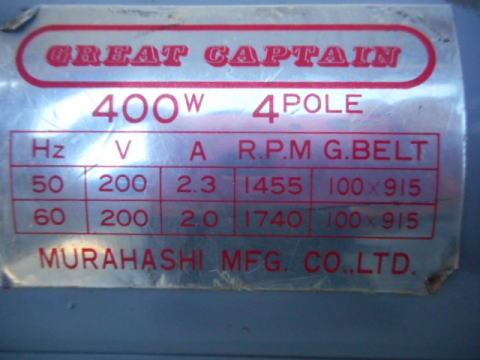 GREAT CAPTAIN
400W 4POLE
Hz V A R.P.M G.BELT
50 200 2.3 1455 100×915
60 200 2.0 1740 100×915
MURAHASHI MFG. CO.,LTD.